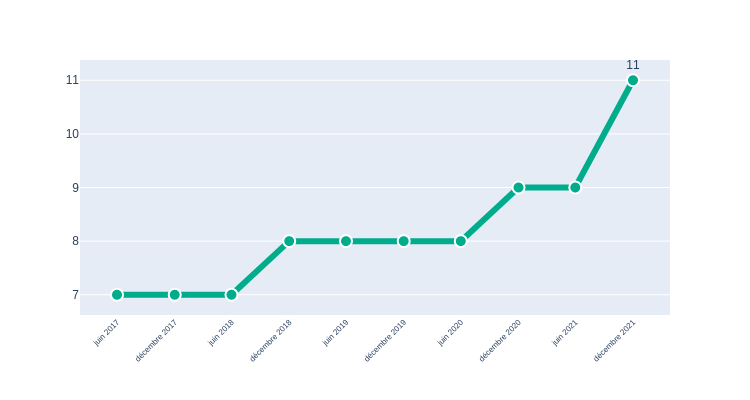 11
11
10
9
8
7
juin 2017
décembre 2017
juin 2018
décembre 2018
juin 2019
décembre 2019
juin 2020
décembre 2020
juin 2021
décembre 2021